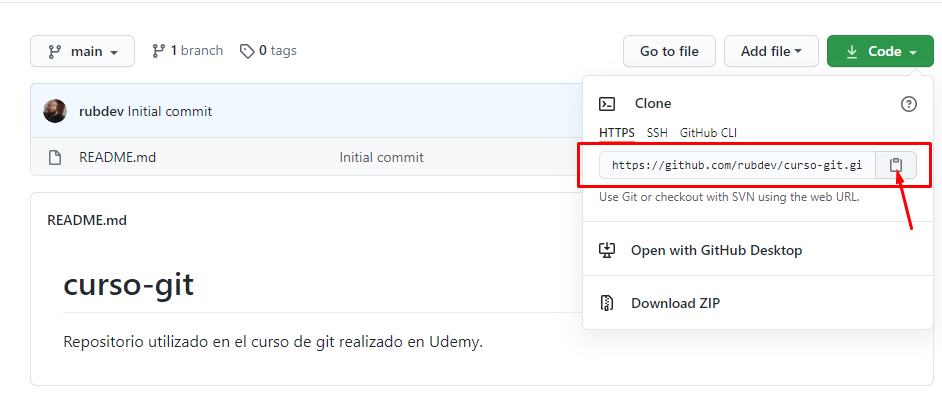 main 1 branch 0 tags Go to file Add file Code
rubdev Initial commit
README.md Initial commit
Clone
HTTPS SSH GitHub CLI
https://github.com/rubdev/curso-git.gi
Use Git or checkout with SVN using the web URL.
Open with GitHub Desktop
Download ZIP
README.md
curso-git
Repositorio utilizado en el curso de git realizado en Udemy.